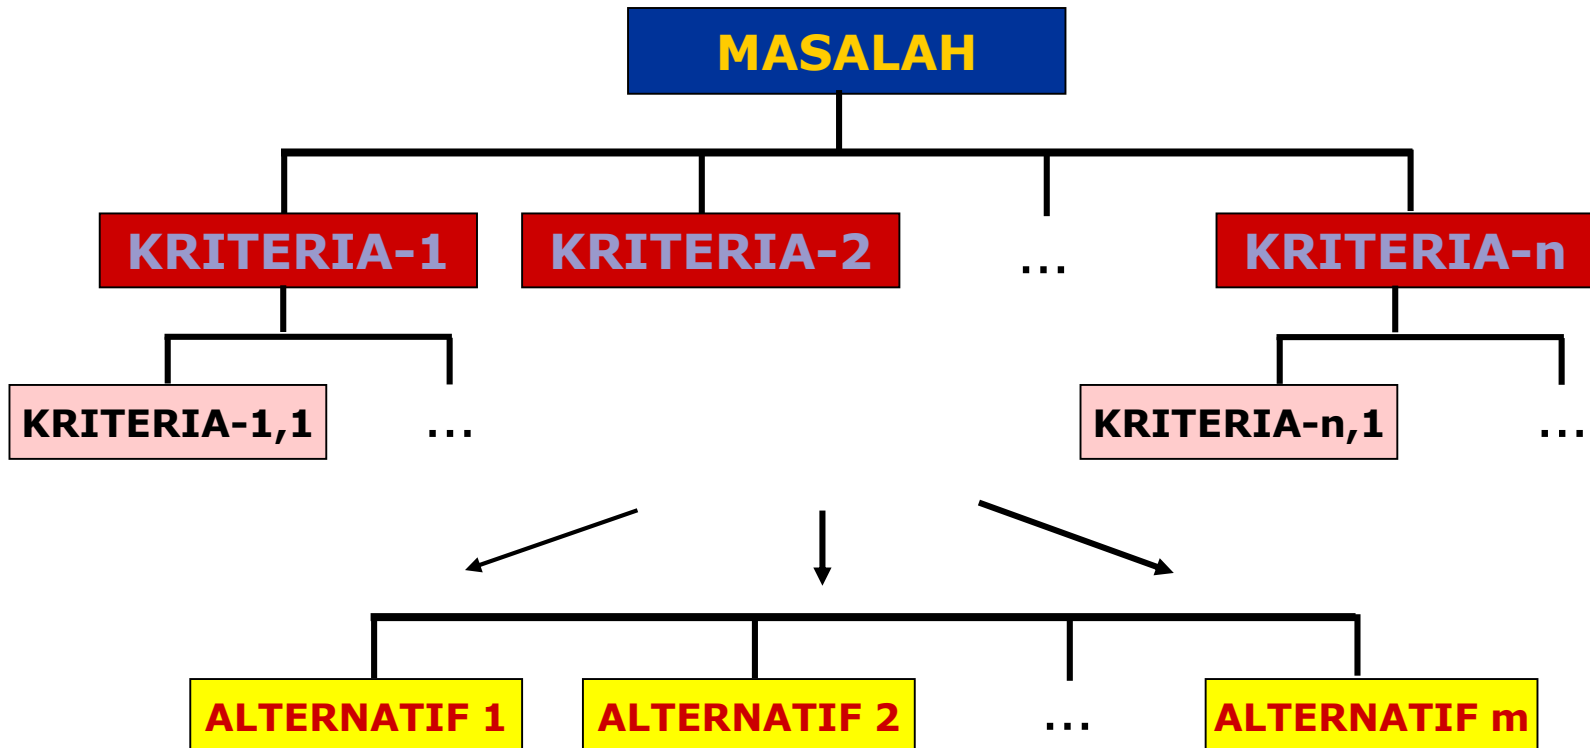 MASALAH
KRITERIA-1 KRITERIA-2 ... KRITERIA-n
KRITERIA-1,1 ... KRITERIA-n,1 ...
ALTERNATIF 1 ALTERNATIF 2 ... ALTERNATIF m